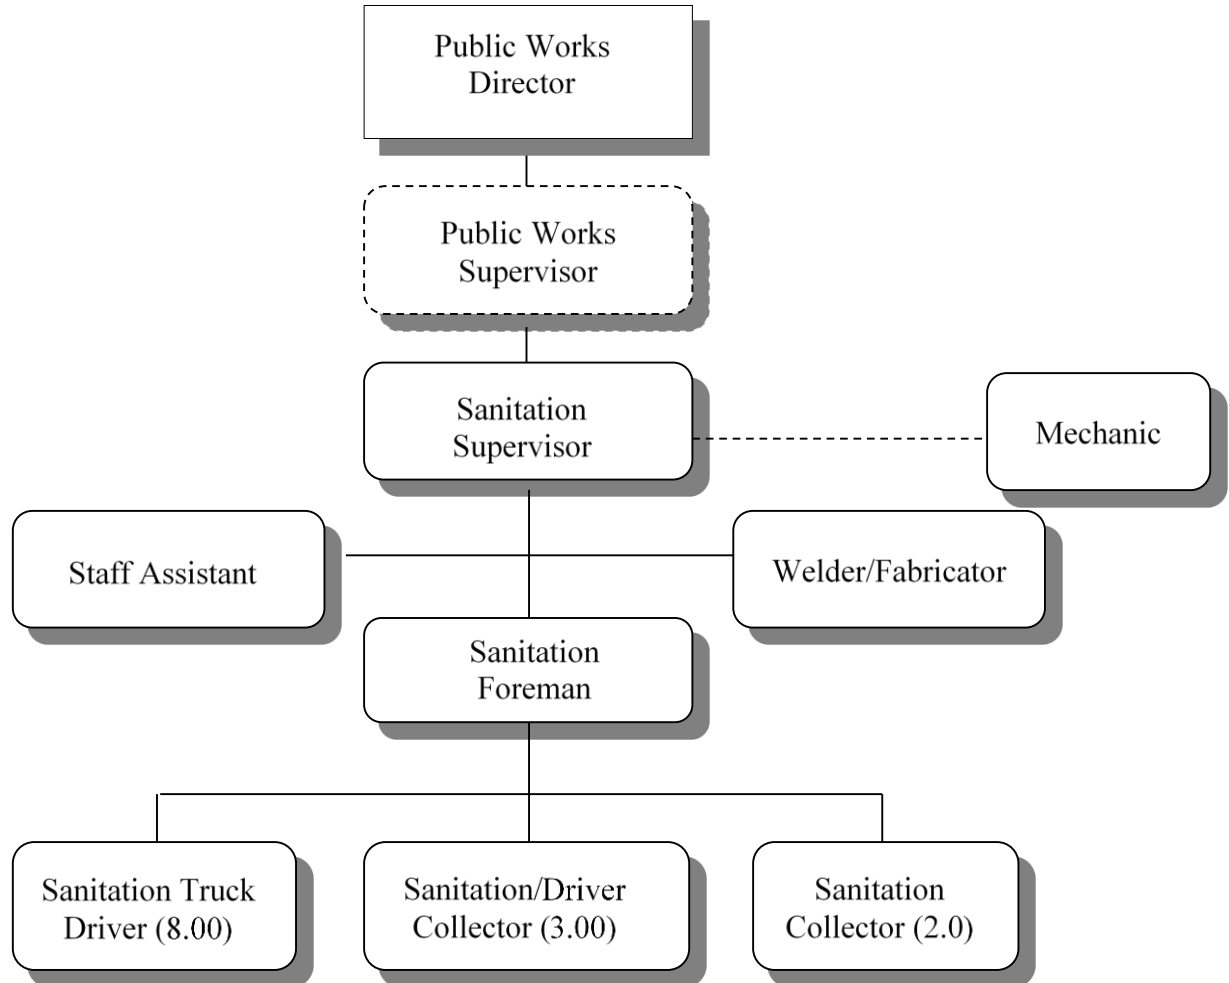 Public Works
Director
Public Works
Supervisor
Sanitation
Supervisor
Mechanic
Staff Assistant
Welder/Fabricator
Sanitation
Foreman
Sanitation Truck
Driver (8.00)
Sanitation/Driver
Collector (3.00)
Sanitation
Collector (2.0)